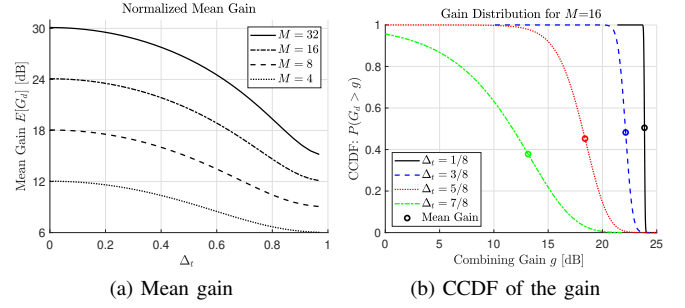 Normalized Mean Gain
M = 32
M = 16
M = 8
M = 4
Mean Gain E[G_d] [dB]
30
24
18
12
6
0 0.2 0.4 0.6 0.8 1
Δ_t
(a) Mean gain
Gain Distribution for M=16
CCDF: P(G_d > g)
1
0.8
0.6
0.4
0.2
0
Δ_t = 1/8
Δ_t = 3/8
Δ_t = 5/8
Δ_t = 7/8
Mean Gain
0 5 10 15 20 25
Combining Gain g [dB]
(b) CCDF of the gain